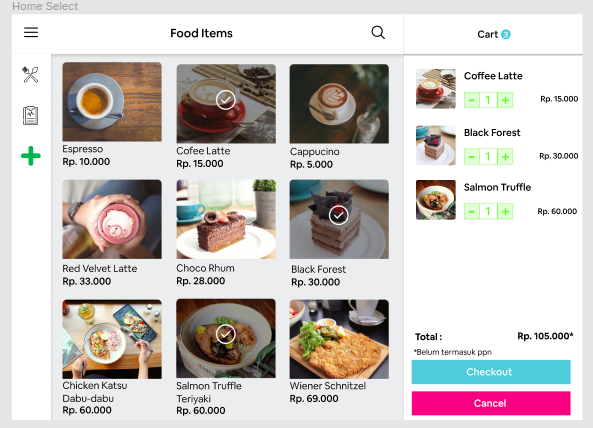 Home Select
Food Items
Cart 3
Espresso
Rp. 10.000
Cofee Latte
Rp. 15.000
Cappucino
Rp. 5.000
Red Velvet Latte
Rp. 33.000
Choco Rhum
Rp. 28.000
Black Forest
Rp. 30.000
Chicken Katsu
Dabu-dabu
Rp. 60.000
Salmon Truffle
Teriyaki
Rp. 60.000
Wiener Schnitzel
Rp. 69.000
Coffee Latte
- 1 +
Rp. 15.000
Black Forest
- 1 +
Rp. 30.000
Salmon Truffle
- 1 +
Rp. 60.000
Total :
Rp. 105.000*
*Belum termasuk ppn
Checkout
Cancel